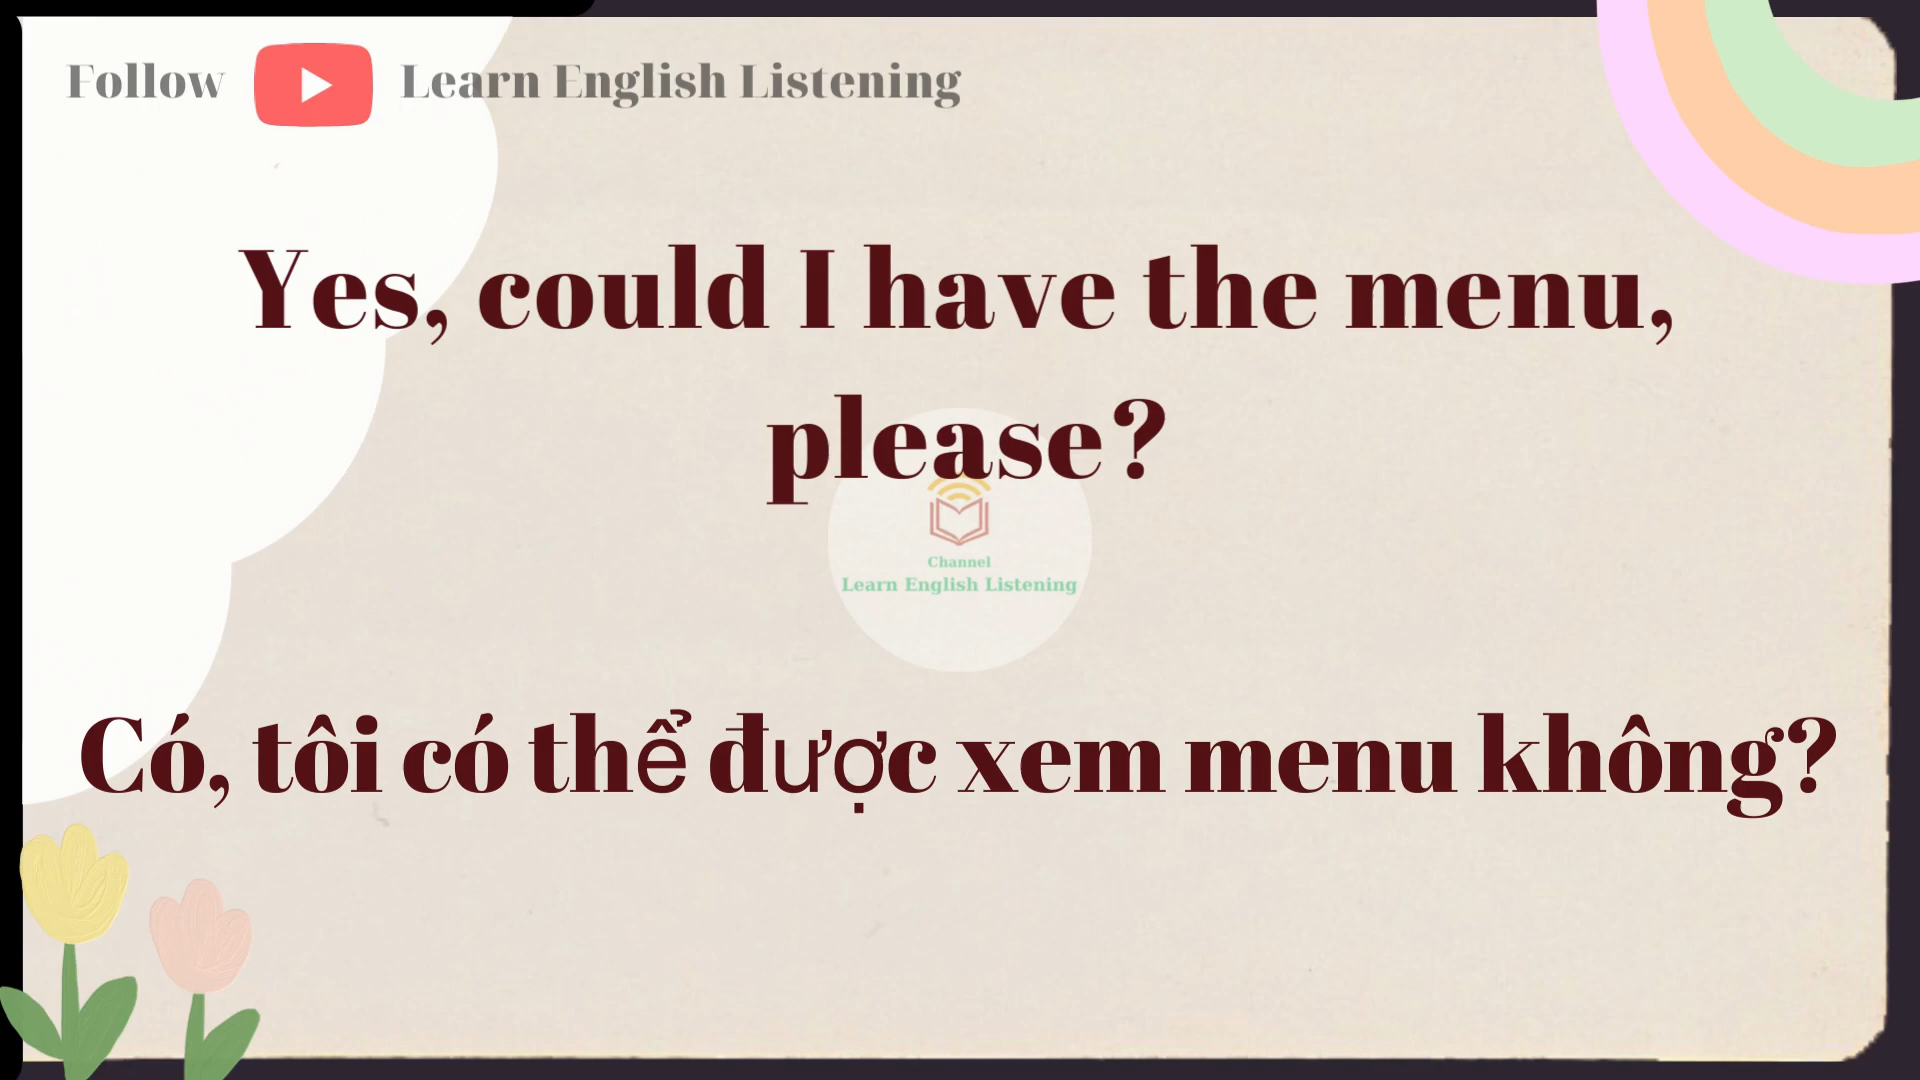 Follow Learn English Listening
Yes, could I have the menu,
please?
Channel
Learn English Listening
Có, tôi có thể được xem menu không?